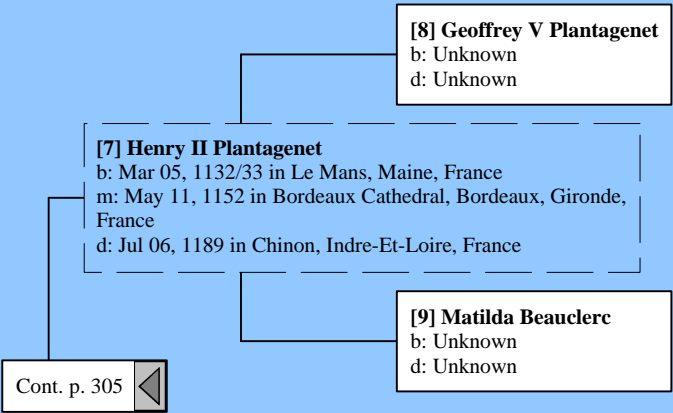 [8] Geoffrey V Plantagenet
b: Unknown
d: Unknown
[7] Henry II Plantagenet
b: Mar 05, 1132/33 in Le Mans, Maine, France
m: May 11, 1152 in Bordeaux Cathedral, Bordeaux, Gironde,
France
d: Jul 06, 1189 in Chinon, Indre-Et-Loire, France
[9] Matilda Beauclerc
b: Unknown
d: Unknown
Cont. p. 305